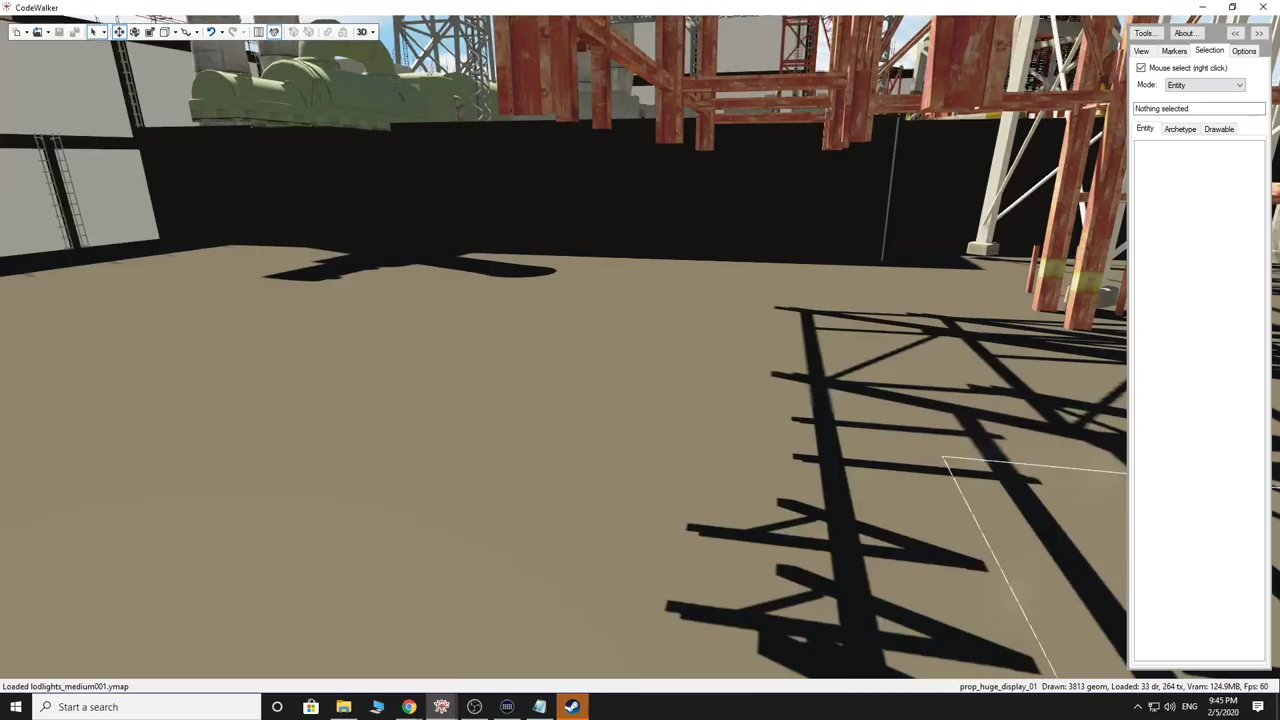 CodeWalker
3D
Tools...
About...
<<
>>
View
Markers
Selection
Options
Mouse select (right click)
Mode:
Entity
Nothing selected
Entity
Archetype
Drawable
Loaded lodlights_medium001.ymap
prop_huge_display_01
Drawn: 3813 geom, Loaded: 33 dr, 264 tx, Vram: 124.9MB, Fps: 60
Start a search
ENG
9:45 PM
2/5/2020